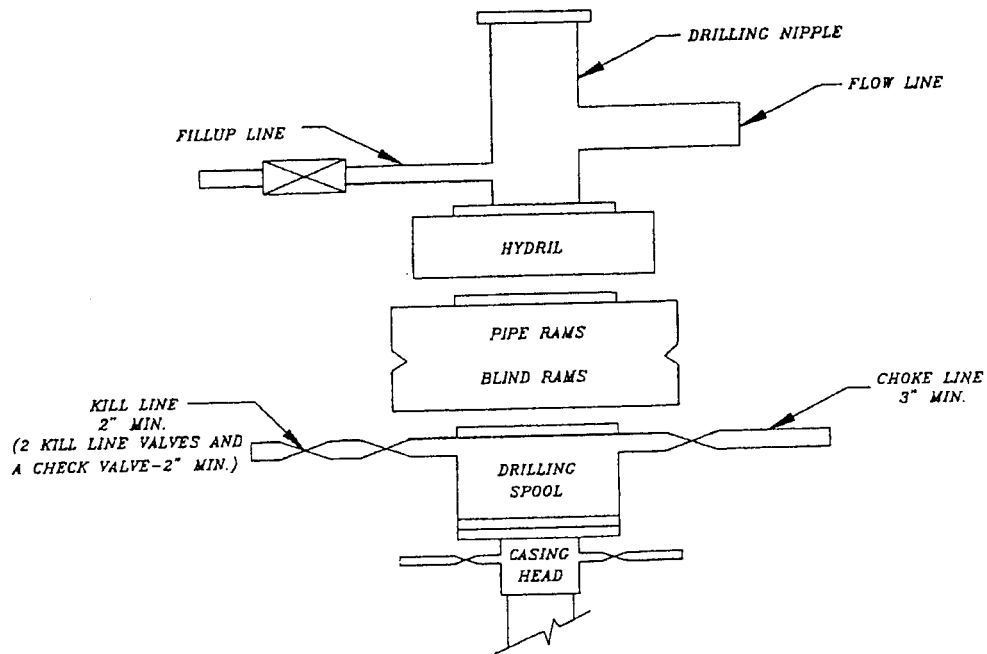 DRILLING NIPPLE
FLOW LINE
FILLUP LINE
HYDRIL
PIPE RAMS
BLIND RAMS
CHOKE LINE
3" MIN.
KILL LINE
2" MIN.
(2 KILL LINE VALVES AND
A CHECK VALVE-2" MIN.)
DRILLING
SPOOL
CASING
HEAD